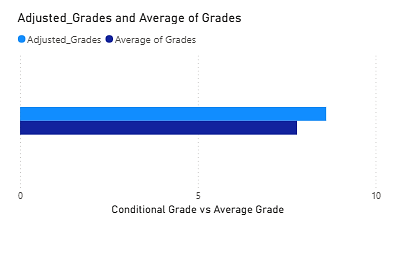 Adjusted_Grades and Average of Grades
Adjusted_Grades Average of Grades
0 5 10
Conditional Grade vs Average Grade